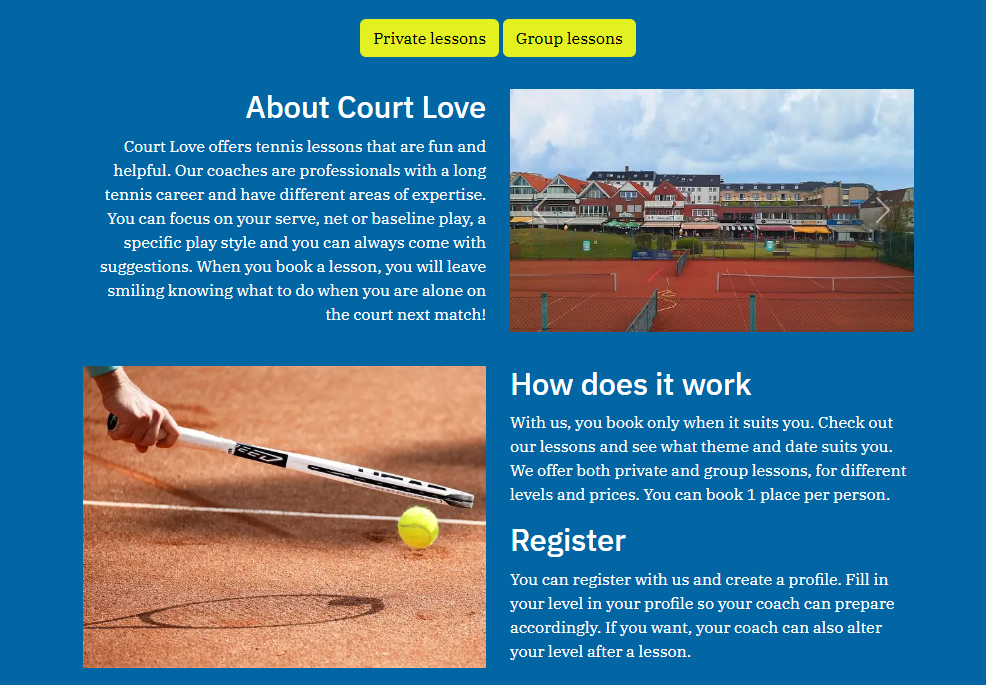 Private lessons
Group lessons
About Court Love
Court Love offers tennis lessons that are fun and
helpful. Our coaches are professionals with a long
tennis career and have different areas of expertise.
You can focus on your serve, net or baseline play, a
specific play style and you can always come with
suggestions. When you book a lesson, you will leave
smiling knowing what to do when you are alone on
the court next match!
How does it work
With us, you book only when it suits you. Check out
our lessons and see what theme and date suits you.
We offer both private and group lessons, for different
levels and prices. You can book 1 place per person.
Register
You can register with us and create a profile. Fill in
your level in your profile so your coach can prepare
accordingly. If you want, your coach can also alter
your level after a lesson.